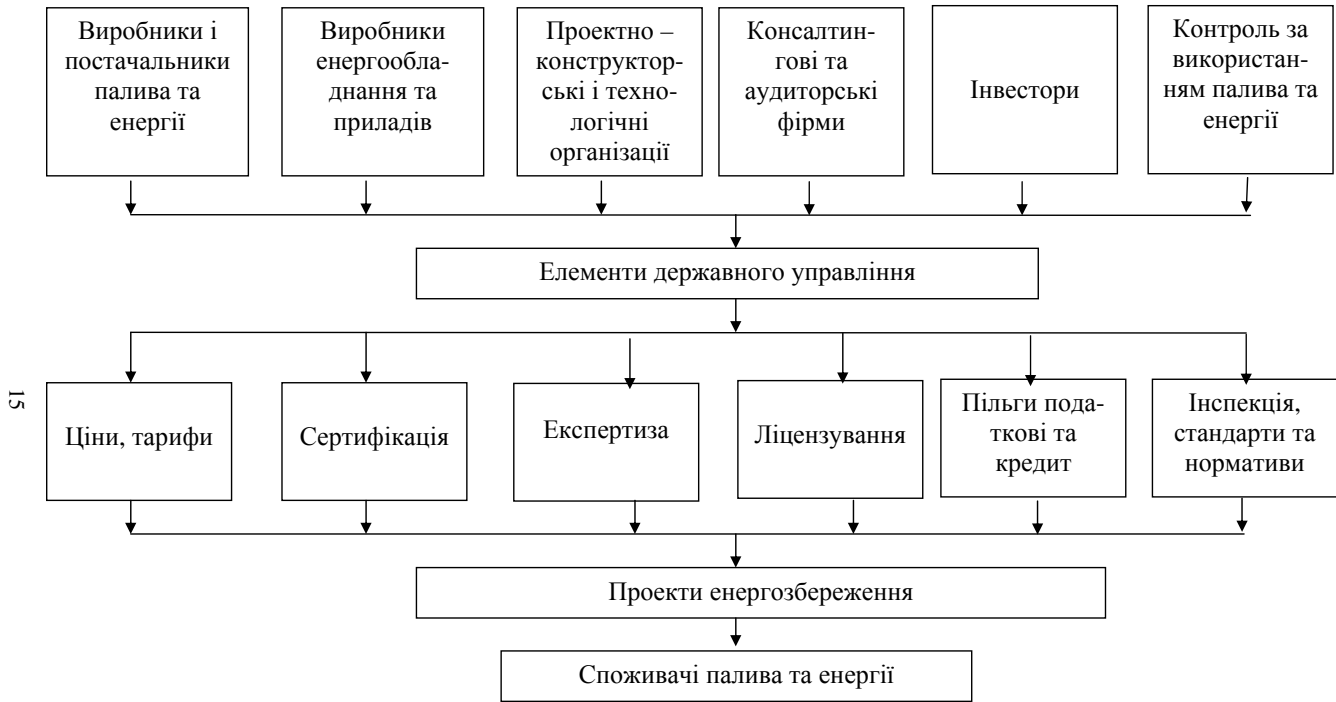 Виробники і
постачальники
палива та
енергії
Виробники
енергообла-
днання та
приладів
Проектно –
конструктор-
ські і техно-
логічні
організації
Консалтин-
гові та
аудиторські
фірми
Інвестори
Контроль за
використан-
ням палива та
енергії
Елементи державного управління
Ціни, тарифи
Сертифікація
Експертиза
Ліцензування
Пільги пода-
ткові та
кредит
Інспекція,
стандарти та
нормативи
Проекти енергозбереження
Споживачі палива та енергії
15